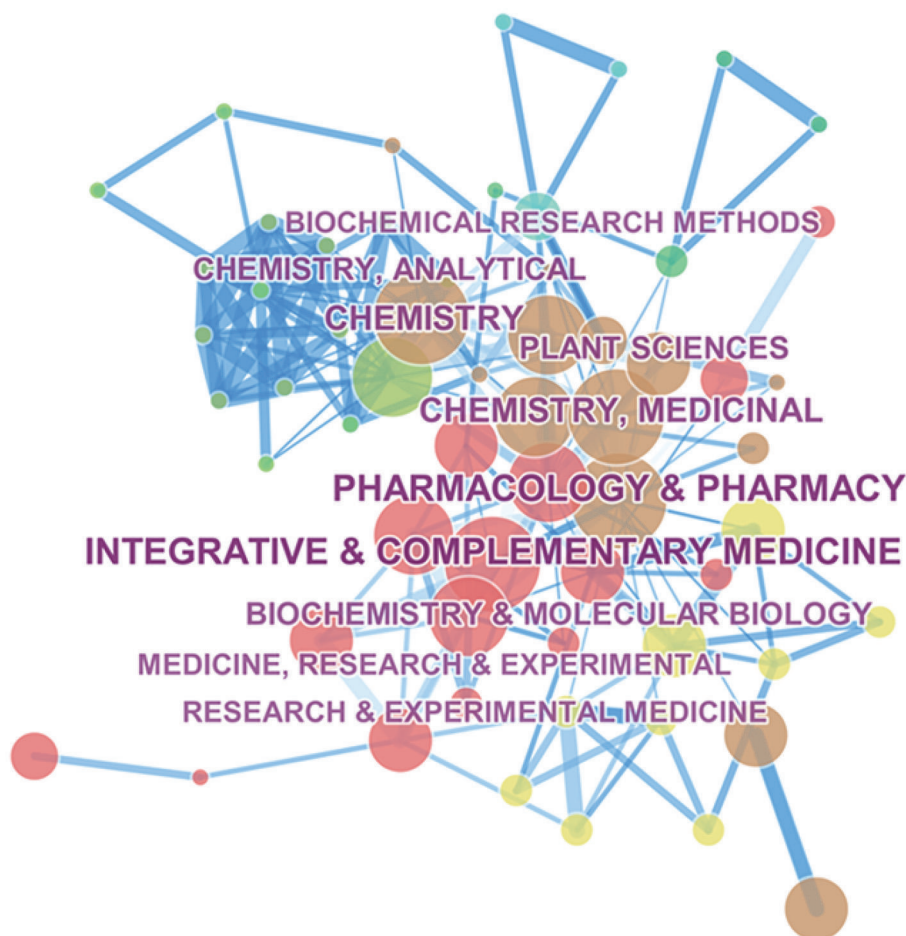 BIOCHEMICAL RESEARCH METHODS
CHEMISTRY, ANALYTICAL
CHEMISTRY
PLANT SCIENCES
CHEMISTRY, MEDICINAL
PHARMACOLOGY & PHARMACY
INTEGRATIVE & COMPLEMENTARY MEDICINE
BIOCHEMISTRY & MOLECULAR BIOLOGY
MEDICINE, RESEARCH & EXPERIMENTAL
RESEARCH & EXPERIMENTAL MEDICINE